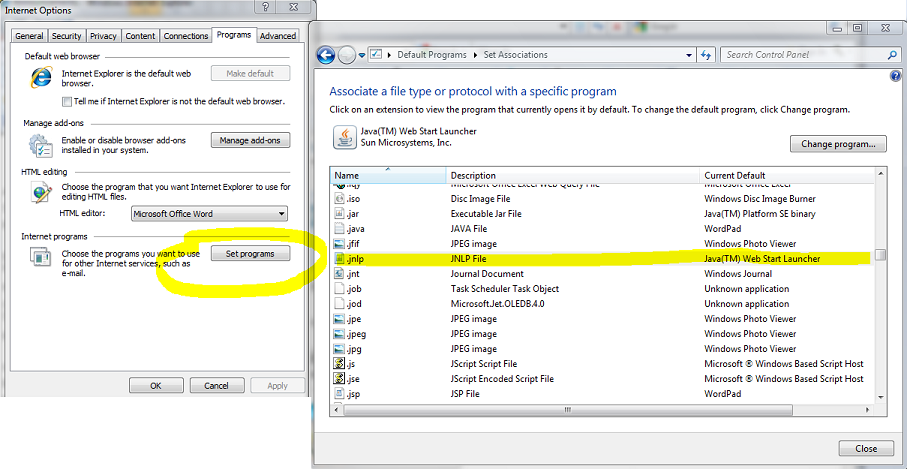 Internet Options
General Security Privacy Content Connections Programs Advanced
Default web browser
Internet Explorer is the default web
browser.
Make default
Tell me if Internet Explorer is not the default web browser.
Manage add-ons
Enable or disable browser add-ons
installed in your system.
Manage add-ons
HTML editing
Choose the program that you want Internet Explorer to use for
editing HTML files.
HTML editor: Microsoft Office Word
Internet programs
Choose the programs you want to use
for other Internet services, such as
e-mail.
Set programs
OK Cancel Apply
Default Programs Set Associations Search Control Panel
Associate a file type or protocol with a specific program
Click on an extension to view the program that currently opens it by default. To change the default program, click Change program.
Java(TM) Web Start Launcher
Sun Microsystems, Inc.
Change program...
Name Description Current Default
.iqy Microsoft Office Excel Web Query File Microsoft Office Excel
.iso Disc Image File Windows Disc Image Burner
.jar Executable Jar File Java(TM) Platform SE binary
.java JAVA File WordPad
.jfif JPEG image Windows Photo Viewer
.jnlp JNLP File Java(TM) Web Start Launcher
.jnt Journal Document Windows Journal
.job Task Scheduler Task Object Unknown application
.jod Microsoft.Jet.OLEDB.4.0 Unknown application
.jpe JPEG image Windows Photo Viewer
.jpeg JPEG image Windows Photo Viewer
.jpg JPEG image Windows Photo Viewer
.js JScript Script File Microsoft ® Windows Based Script Host
.jse JScript Encoded Script File Microsoft ® Windows Based Script Host
.jsp JSP File WordPad
Close